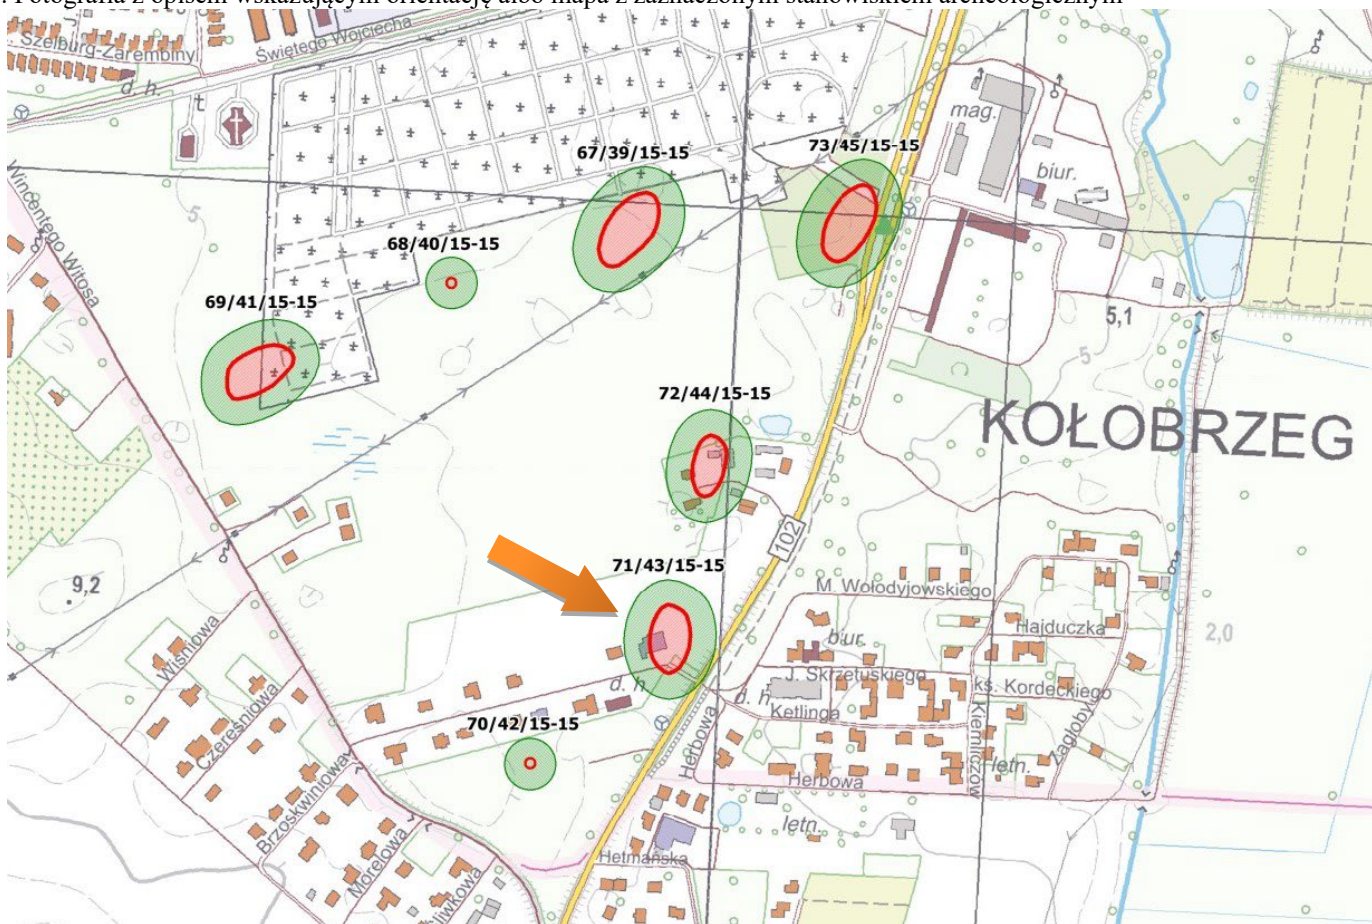 . Fotografia z opisem wskazującym orientację albo mapa z zaznaczonym stanowiskiem archeologicznym
Szelburg-Zarembiny
Świętego Wojciecha
d. h.
t
mag.
67/39/15-15
73/45/15-15
biur.
Wincentego Witosa
5
68/40/15-15
69/41/15-15
5,1
5
72/44/15-15
KOŁOBRZEG
102
71/43/15-15
9,2
M. Wołodyjowskiego
Wiśniowa
Hajduczka
2,0
biur.
J. Skrzetuskiego
d. h.
d. h.
ks. Kordeckiego
Ketlinga
Czereśniowa
70/42/15-15
Kiemliczów
Zagłoby
Herbowa
letn.
Herbowa
Brzoskwiniowa
letn.
Morelowa
Hetmańska
liwkowa